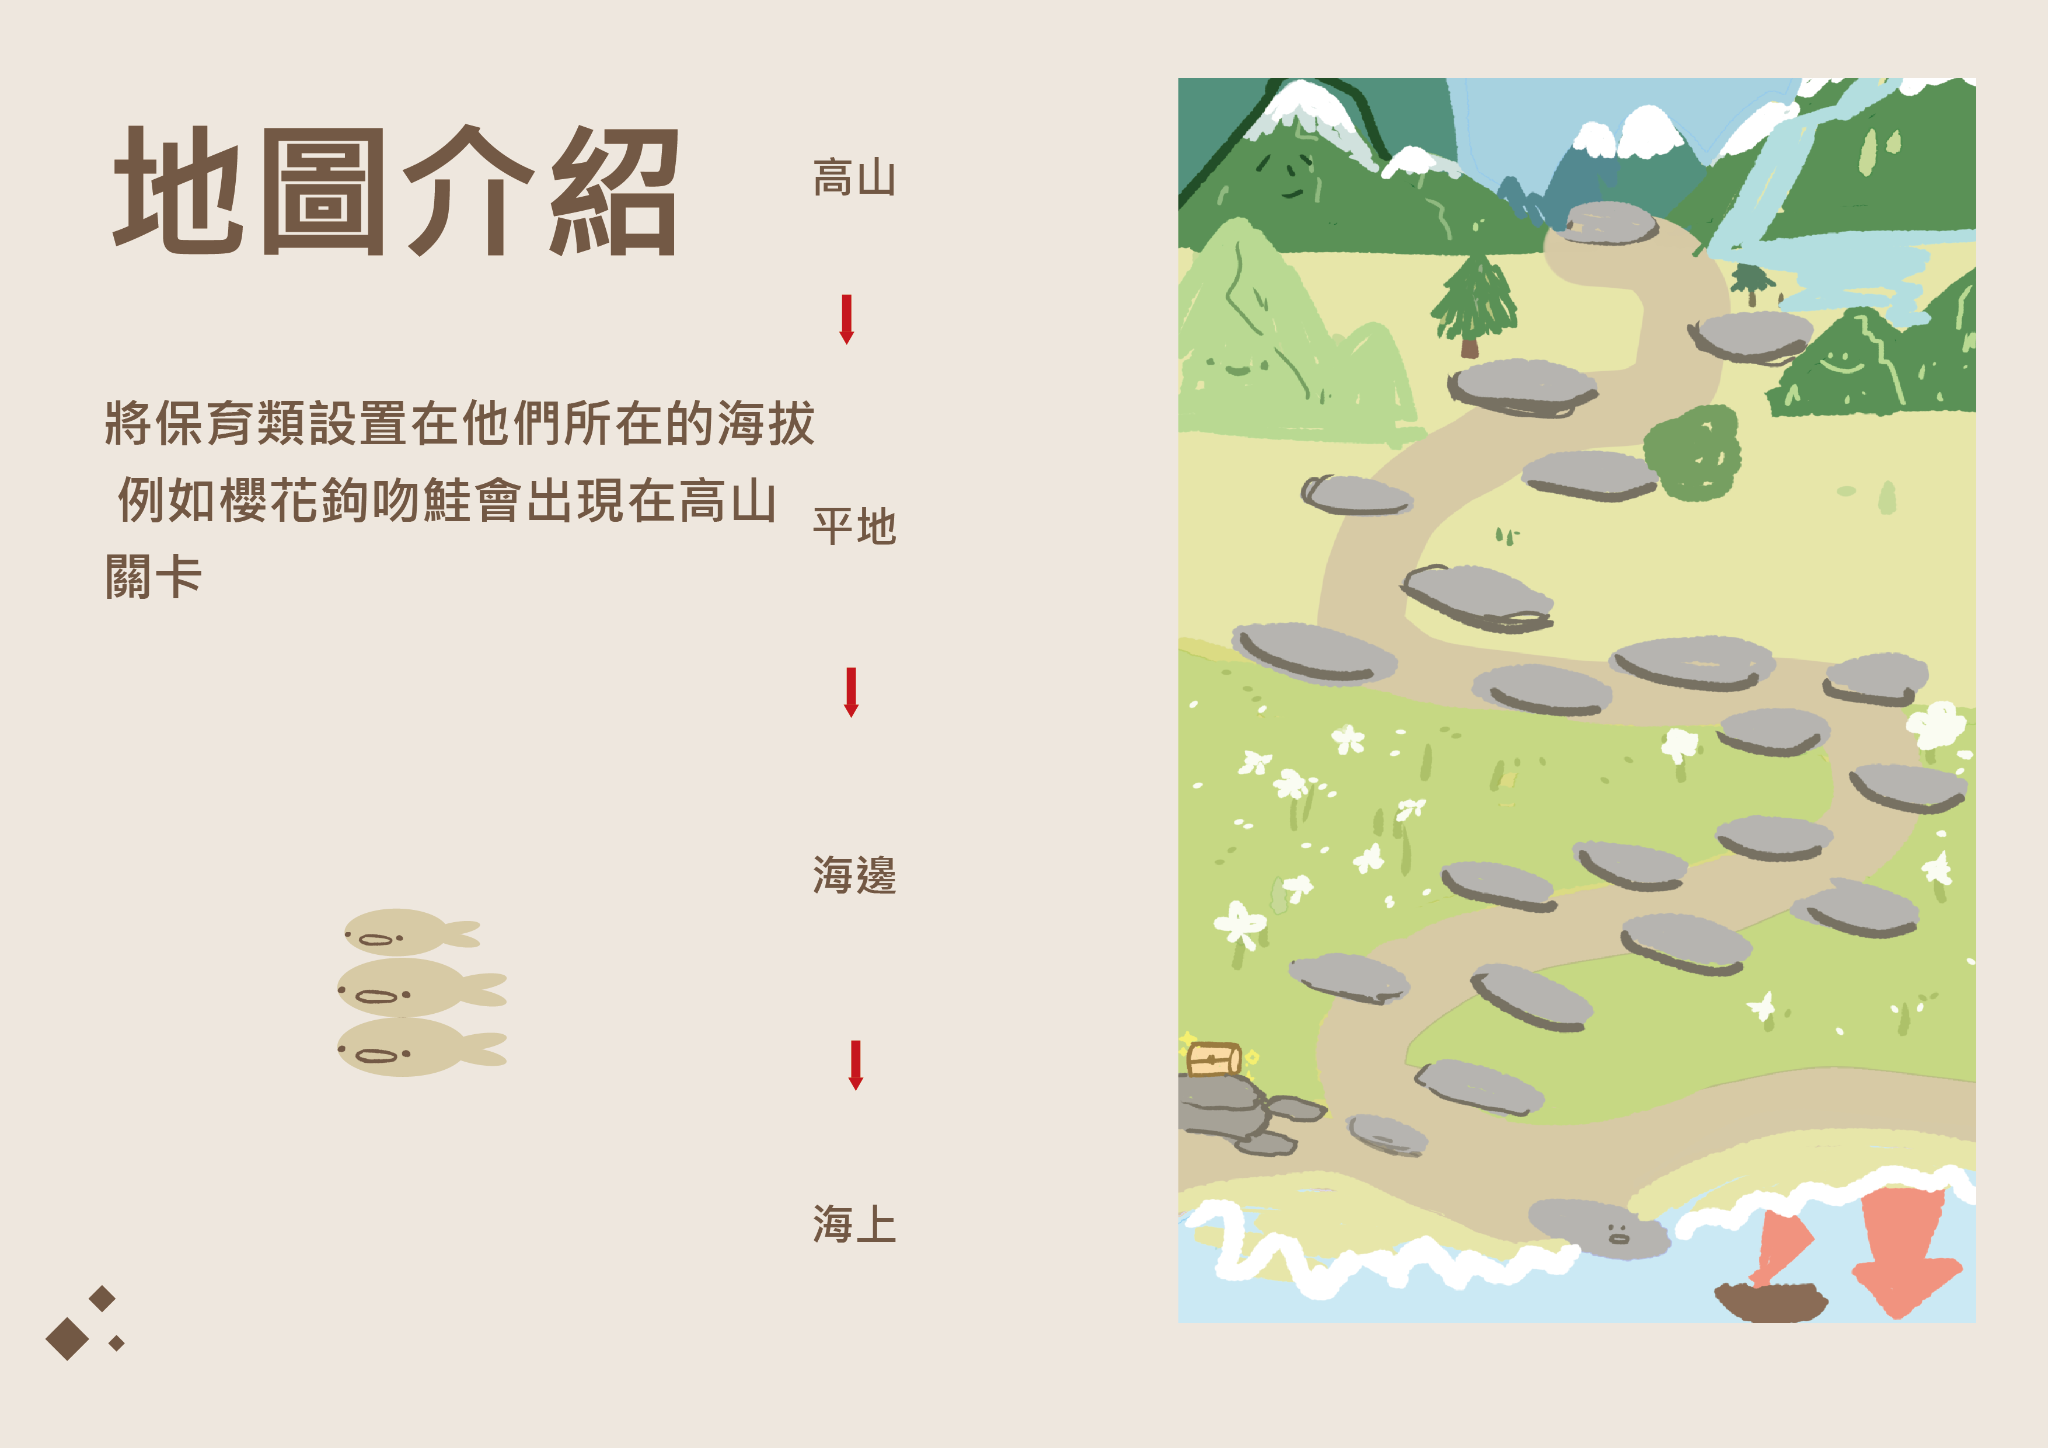 地圖介紹
將保育類設置在他們所在的海拔
例如櫻花鉤吻鮭會出現在高山
關卡
高山
平地
海邊
海上